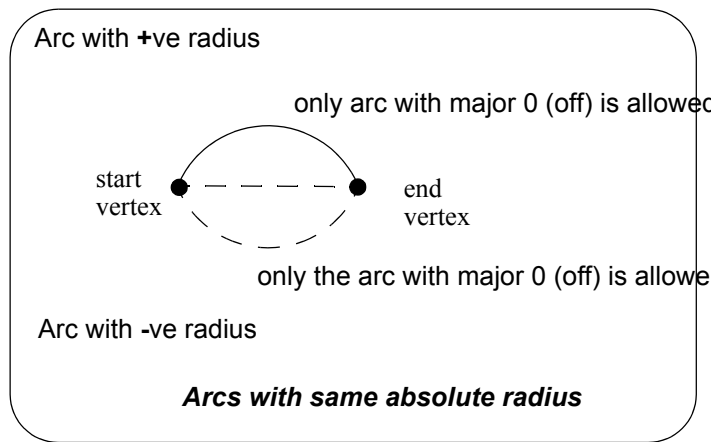 Arc with +ve radius
only arc with major 0 (off) is allowed
start
vertex
end
vertex
only the arc with major 0 (off) is allowe
Arc with -ve radius
Arcs with same absolute radius